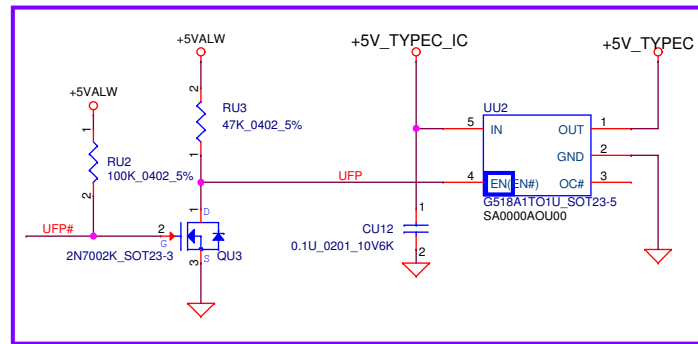 +5VALW
+5V_TYPEC_IC
+5V_TYPEC
+5VALW
2
RU3
47K_0402_5%
1
1
RU2
100K_0402_5%
2
UU2
5
IN
OUT
1
GND
2
UFP
4
EN(EN#)
OC#
3
G518A1TO1U_SOT23-5
SA0000AOU00
UFP#
2
G
1
D
S
3
2N7002K_SOT23-3
QU3
1
CU12
0.1U_0201_10V6K
2